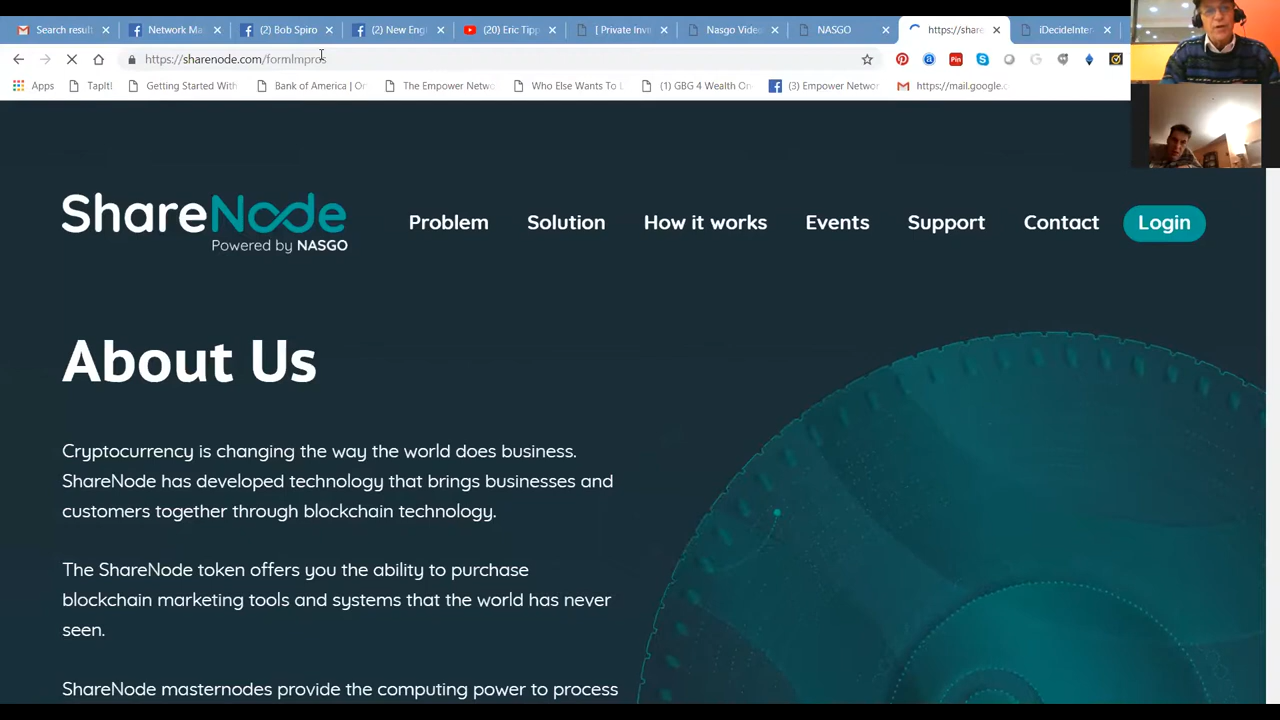 Search result
Network Ma
(2) Bob Spiro
(2) New Eng
(20) Eric Tipp
[ Private Invi
Nasgo Video
NASGO
https://share
iDecideInter
https://sharenode.com/formImpros
Apps
TapIt!
Getting Started With
Bank of America | On
The Empower Netwo
Who Else Wants To L
(1) GBG 4 Wealth On
(3) Empower Networ
https://mail.google.c
ShareNode
Powered by NASGO
Problem
Solution
How it works
Events
Support
Contact
Login
About Us
Cryptocurrency is changing the way the world does business.
ShareNode has developed technology that brings businesses and
customers together through blockchain technology.
The ShareNode token offers you the ability to purchase
blockchain marketing tools and systems that the world has never
seen.
ShareNode masternodes provide the computing power to process